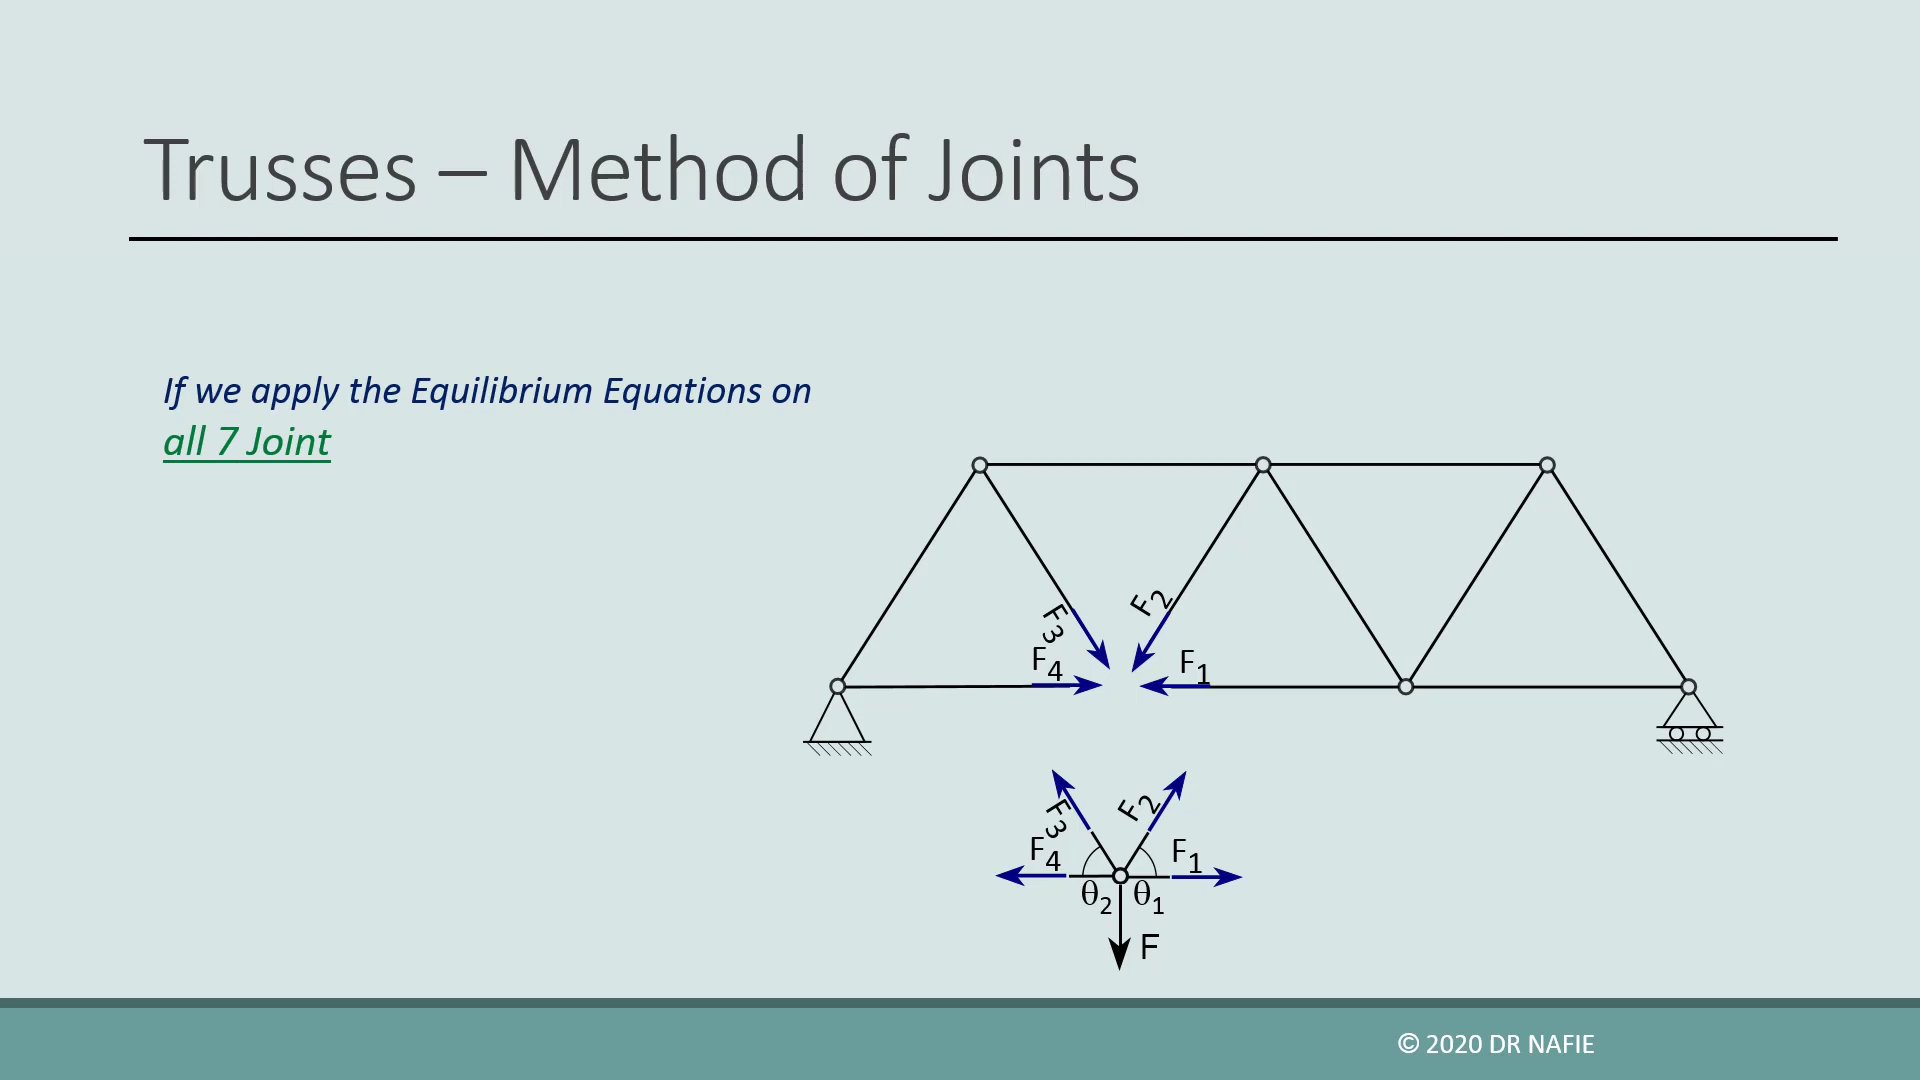 Trusses – Method of Joints
If we apply the Equilibrium Equations on
all 7 Joint
F2
F3
F4
F1
F3
F2
F4
F1
θ2
θ1
F
© 2020 DR NAFIE